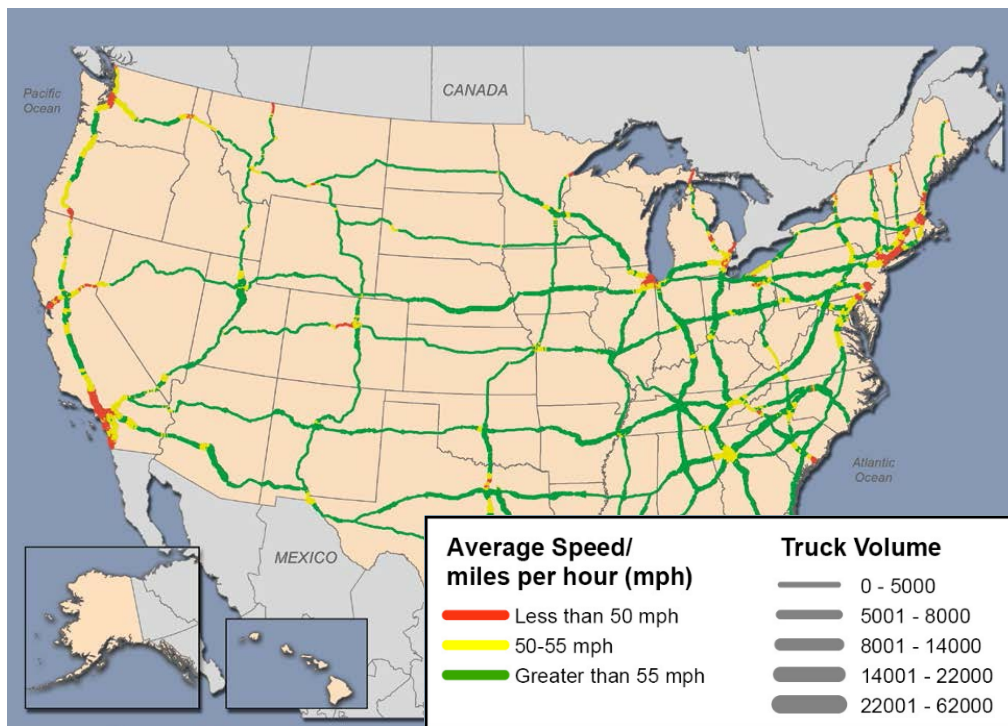 CANADA
Pacific
Ocean
Atlantic
Ocean
MEXICO
Average Speed/
miles per hour (mph)
Less than 50 mph
50-55 mph
Greater than 55 mph
Truck Volume
0 - 5000
5001 - 8000
8001 - 14000
14001 - 22000
22001 - 62000